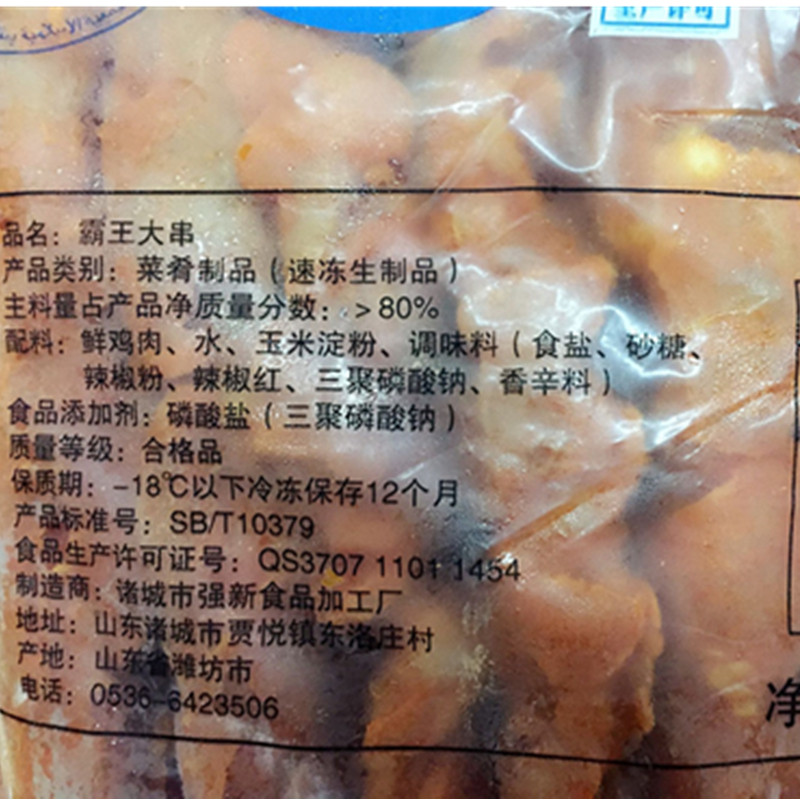 生产许可
品名：霸王大串
产品类别：菜肴制品（速冻生制品）
主料量占产品净质量分数：＞80%
配料：鲜鸡肉、水、玉米淀粉、调味料（食盐、砂糖、
辣椒粉、辣椒红、三聚磷酸钠、香辛料）
食品添加剂：磷酸盐（三聚磷酸钠）
质量等级：合格品
保质期：-18℃以下冷冻保存12个月
产品标准号：SB/T10379
食品生产许可证号：QS3707 1101 1454
制造商：诸城市强新食品加工厂
地址：山东诸城市贾悦镇东洛庄村
产地：山东省潍坊市
电话：0536-6423506
净